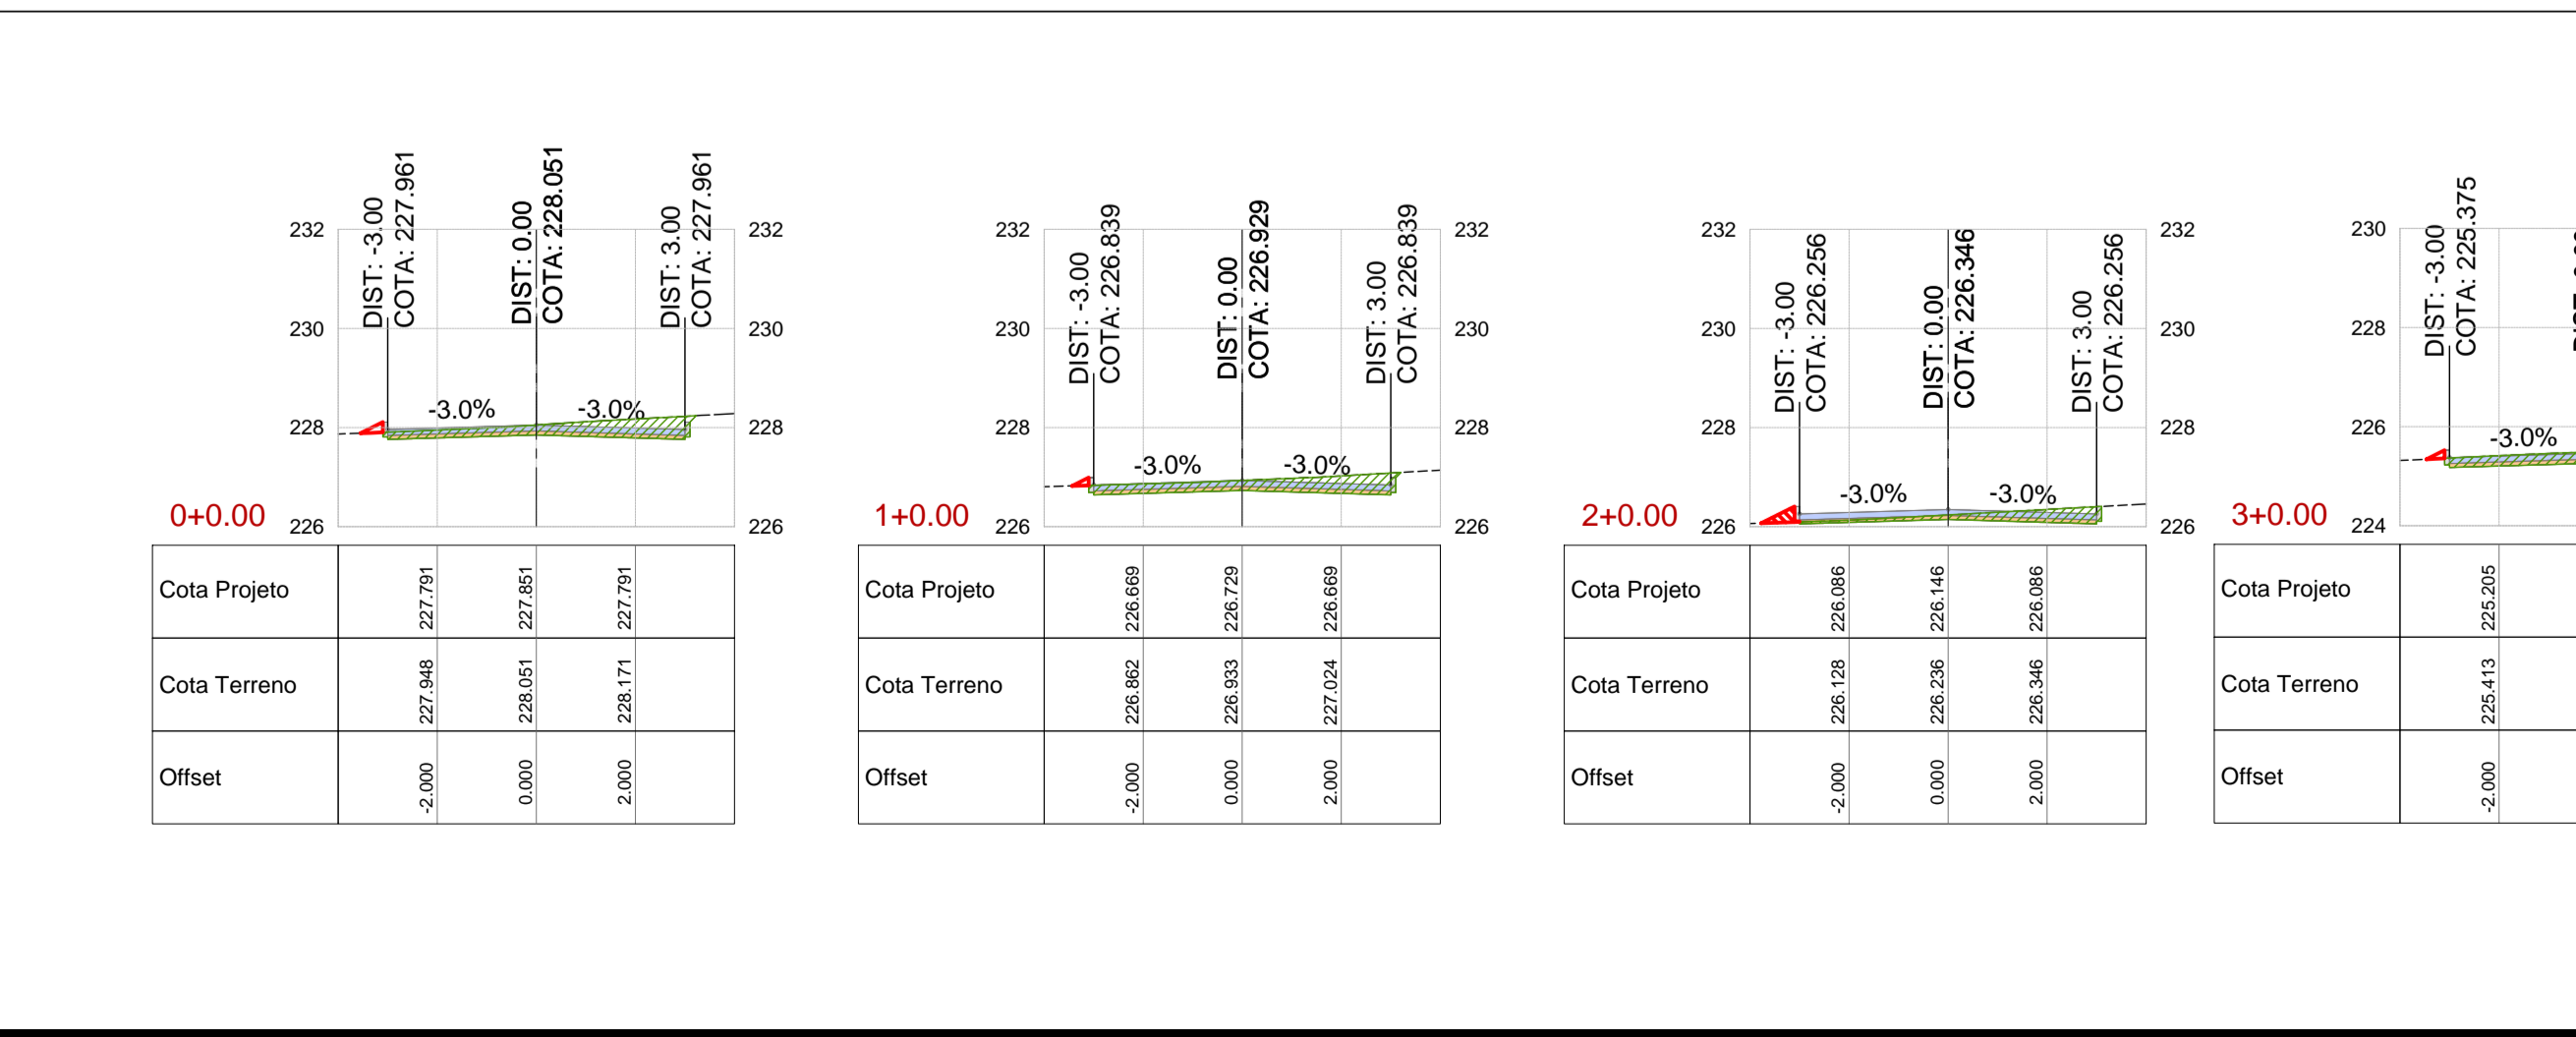 DIST: -3.00
COTA: 227.961
DIST: 0.00
COTA: 228.051
DIST: 3.00
COTA: 227.961
232
232
230
230
-3.0%
-3.0%
228
228
0+0.00
226
226
Cota Projeto
227.791
227.851
227.791
Cota Terreno
227.948
228.051
228.171
Offset
-2.000
0.000
2.000
DIST: -3.00
COTA: 226.839
DIST: 0.00
COTA: 226.929
DIST: 3.00
COTA: 226.839
232
232
230
230
228
228
-3.0%
-3.0%
1+0.00
226
226
Cota Projeto
226.669
226.729
226.669
Cota Terreno
226.862
226.933
227.024
Offset
-2.000
0.000
2.000
DIST: -3.00
COTA: 226.256
DIST: 0.00
COTA: 226.346
DIST: 3.00
COTA: 226.256
232
232
230
230
228
228
-3.0%
-3.0%
2+0.00
226
226
Cota Projeto
226.086
226.146
226.086
Cota Terreno
226.128
226.236
226.346
Offset
-2.000
0.000
2.000
DIST: -3.00
COTA: 225.375
230
228
226
-3.0%
3+0.00
224
Cota Projeto
225.205
Cota Terreno
225.413
Offset
-2.000